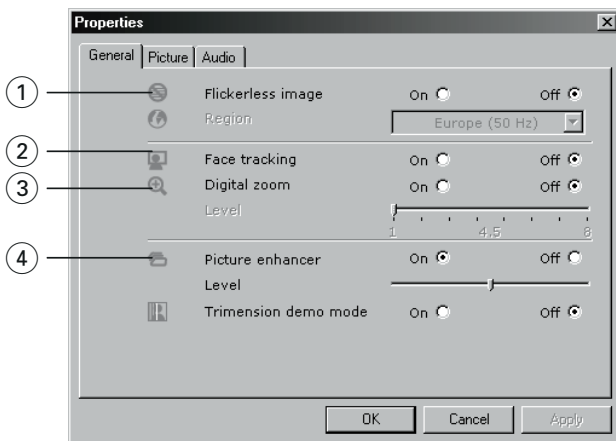 Properties
General Picture Audio
1 Flickerless image On Off
Region Europe (50 Hz)
2 Face tracking On Off
3 Digital zoom On Off
Level
1 4,5 8
4 Picture enhancer On Off
Level
Trimension demo mode On Off
OK Cancel Apply